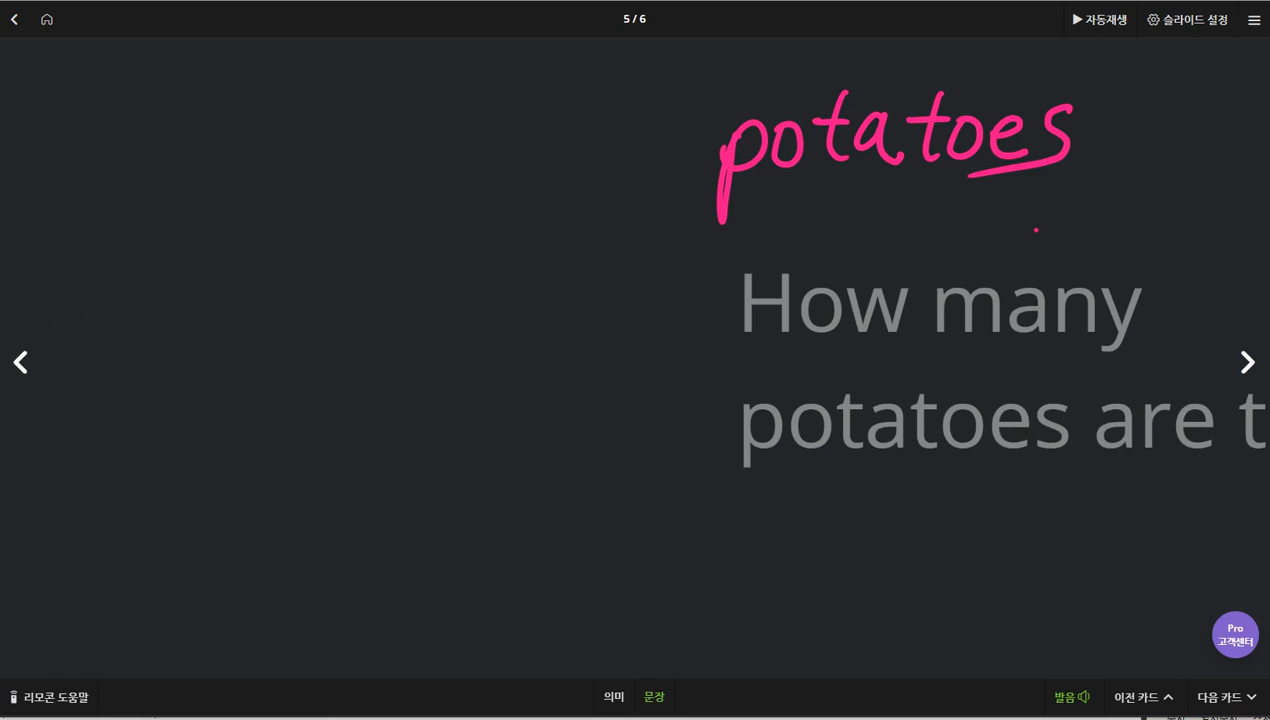 5 / 6
자동재생
슬라이드 설정
potatoes
How many
potatoes are t
Pro
고객센터
리모콘 도움말
의미
문장
발음
이전 카드
다음 카드